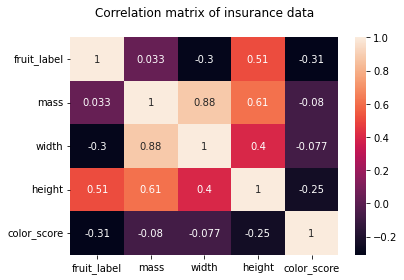 Correlation matrix of insurance data
fruit_label 1 0.033 -0.3 0.51 -0.31
mass 0.033 1 0.88 0.61 -0.08
width -0.3 0.88 1 0.4 -0.077
height 0.51 0.61 0.4 1 -0.25
color_score -0.31 -0.08 -0.077 -0.25 1
fruit_label mass width height color_score
1.0
0.8
0.6
0.4
0.2
0.0
−0.2